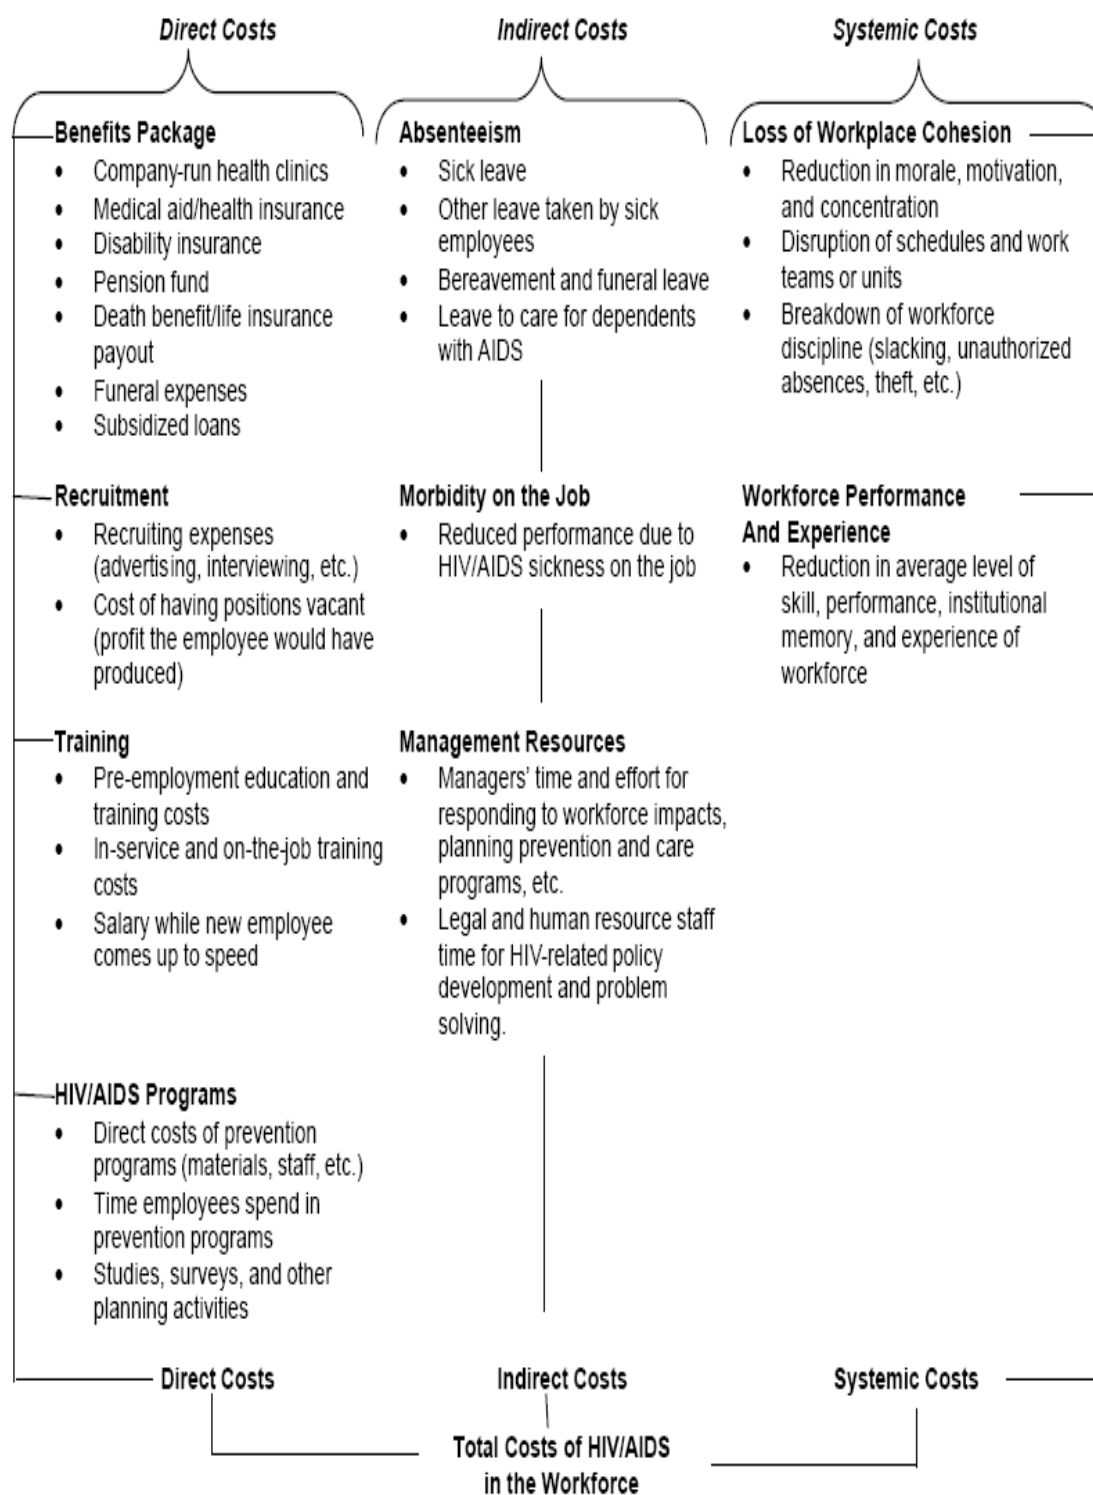 Direct Costs
Indirect Costs
Systemic Costs
Benefits Package
• Company-run health clinics
• Medical aid/health insurance
• Disability insurance
• Pension fund
• Death benefit/life insurance
payout
• Funeral expenses
• Subsidized loans
Recruitment
• Recruiting expenses
(advertising, interviewing, etc.)
• Cost of having positions vacant
(profit the employee would have
produced)
Training
• Pre-employment education and
training costs
• In-service and on-the-job training
costs
• Salary while new employee
comes up to speed
HIV/AIDS Programs
• Direct costs of prevention
programs (materials, staff, etc.)
• Time employees spend in
prevention programs
• Studies, surveys, and other
planning activities
Absenteeism
• Sick leave
• Other leave taken by sick
employees
• Bereavement and funeral leave
• Leave to care for dependents
with AIDS
Morbidity on the Job
• Reduced performance due to
HIV/AIDS sickness on the job
Management Resources
• Managers’ time and effort for
responding to workforce impacts,
planning prevention and care
programs, etc.
• Legal and human resource staff
time for HIV-related policy
development and problem
solving.
Loss of Workplace Cohesion
• Reduction in morale, motivation,
and concentration
• Disruption of schedules and work
teams or units
• Breakdown of workforce
discipline (slacking, unauthorized
absences, theft, etc.)
Workforce Performance
And Experience
• Reduction in average level of
skill, performance, institutional
memory, and experience of
workforce
Direct Costs
Indirect Costs
Systemic Costs
Total Costs of HIV/AIDS
in the Workforce